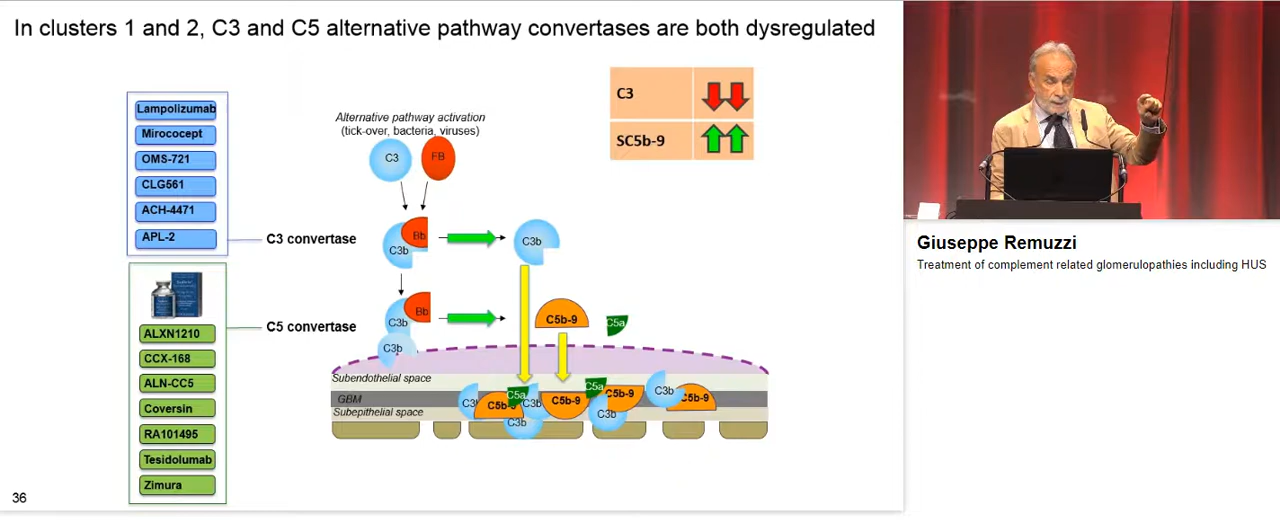 In clusters 1 and 2, C3 and C5 alternative pathway convertases are both dysregulated
Lampolizumab
Mirococept
OMS-721
CLG561
ACH-4471
APL-2
C3 convertase
ALXN1210
CCX-168
ALN-CC5
Coversin
RA101495
Tesidolumab
Zimura
C5 convertase
Alternative pathway activation
(tick-over, bacteria, viruses)
C3
FB
Bb
C3b
C3b
Bb
C3b
C3b
C5b-9
C5a
C3
SC5b-9
Subendothelial space
GBM
Subepithelial space
C5a
C5b-9
C3b
C3b
C5b-9
C5a
C5b-9
C3b
C3b
C5b-9
36
Giuseppe Remuzzi
Treatment of complement related glomerulopathies including HUS